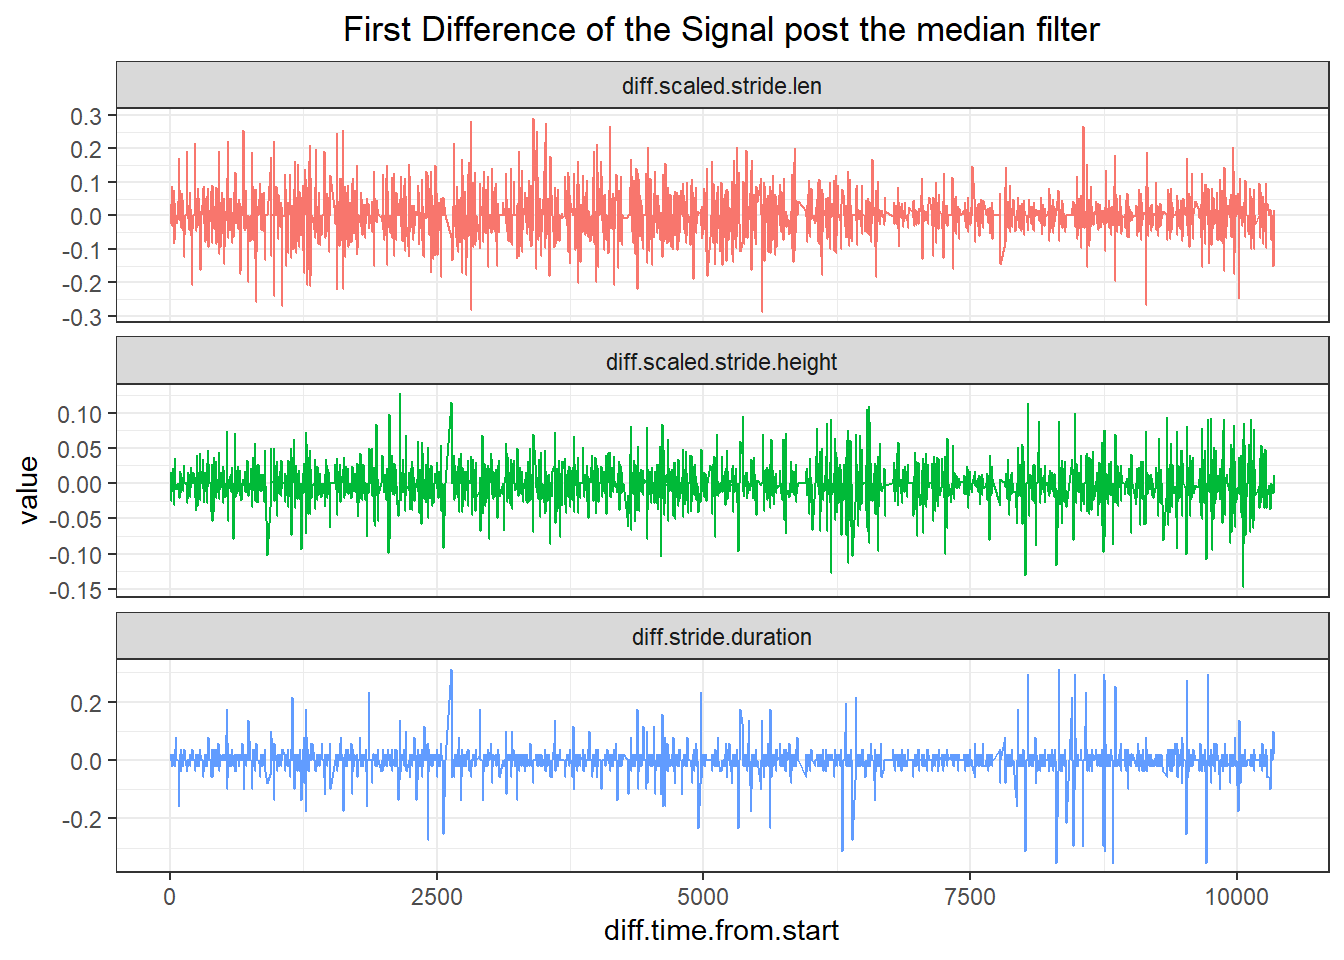 First Difference of the Signal post the median filter
diff.scaled.stride.len
0.3
0.2
0.1
0.0
-0.1
-0.2
-0.3
diff.scaled.stride.height
0.10
0.05
0.00
-0.05
-0.10
-0.15
value
diff.stride.duration
0.2
0.0
-0.2
0 2500 5000 7500 10000
diff.time.from.start